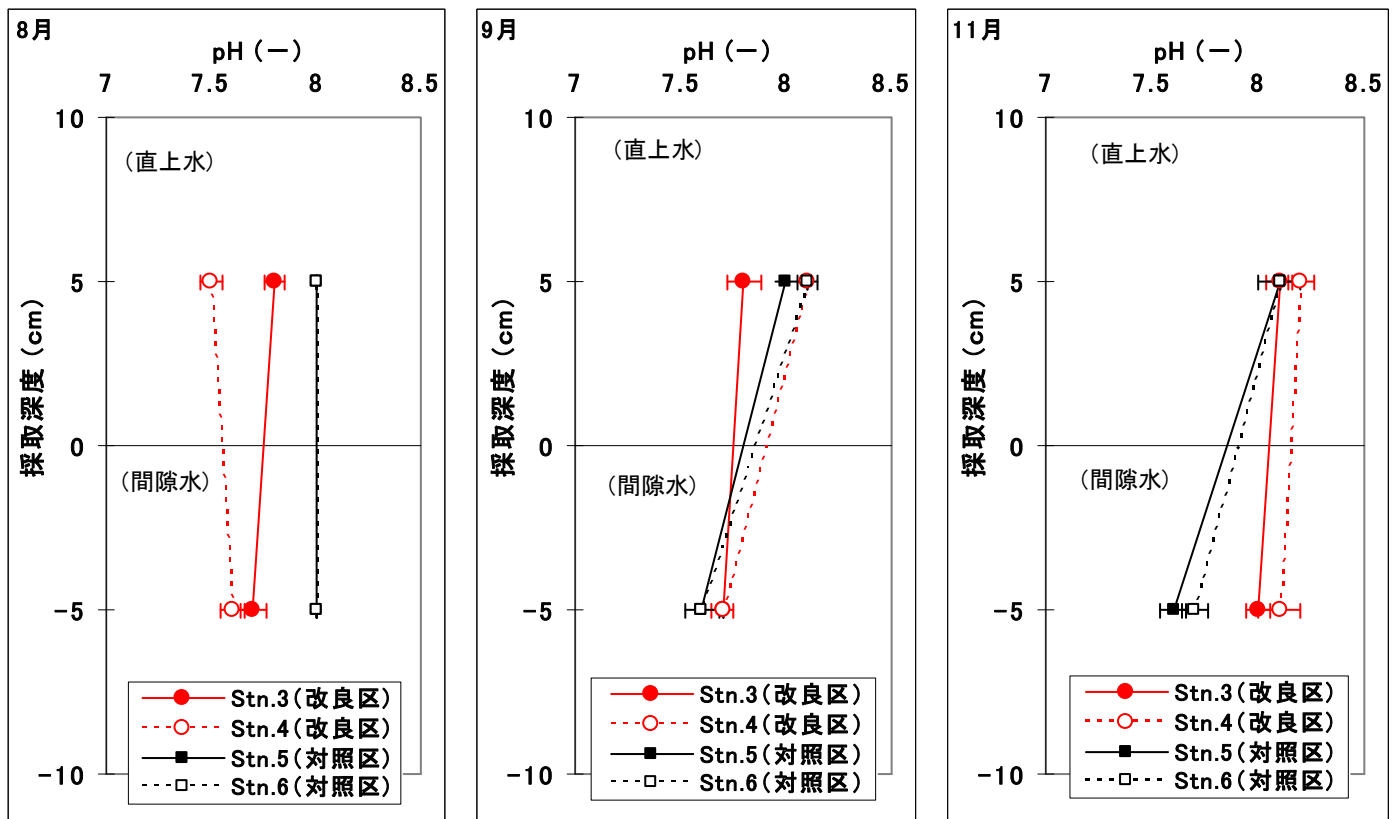 8月
pH (－)
7 7.5 8 8.5
10
(直上水)
5
0
(間隙水)
-5
-10
採取深度 (cm)
Stn.3(改良区)
Stn.4(改良区)
Stn.5(対照区)
Stn.6(対照区)
9月
pH (－)
7 7.5 8 8.5
10
(直上水)
5
0
(間隙水)
-5
-10
採取深度 (cm)
Stn.3(改良区)
Stn.4(改良区)
Stn.5(対照区)
Stn.6(対照区)
11月
pH (－)
7 7.5 8 8.5
10
(直上水)
5
0
(間隙水)
-5
-10
採取深度 (cm)
Stn.3(改良区)
Stn.4(改良区)
Stn.5(対照区)
Stn.6(対照区)